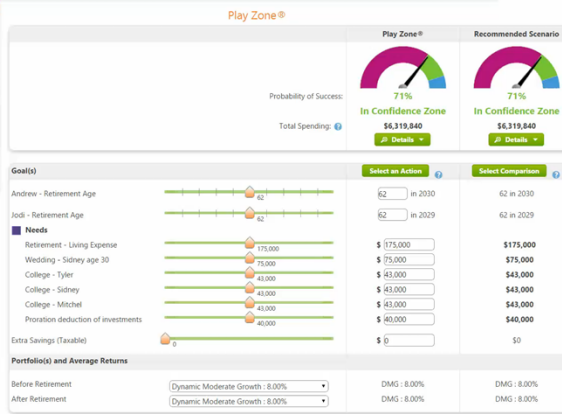 Play Zone®
Play Zone® Recommended Scenario
Probability of Success: 71% 71%
In Confidence Zone In Confidence Zone
Total Spending: ? $6,319,840 $6,319,840
Details Details
Goal(s) Select an Action ? Select Comparison ?
Andrew - Retirement Age 62 62 in 2030 62 in 2030
Jodi - Retirement Age 62 62 in 2029 62 in 2029
Needs
Retirement - Living Expense 175,000 $ 175,000 $175,000
Wedding - Sidney age 30 75,000 $ 75,000 $75,000
College - Tyler 43,000 $ 43,000 $43,000
College - Sidney 43,000 $ 43,000 $43,000
College - Mitchel 43,000 $ 43,000 $43,000
Proration deduction of investments 40,000 $ 40,000 $40,000
Extra Savings (Taxable) 0 $ 0 $0
Portfolio(s) and Average Returns
Before Retirement Dynamic Moderate Growth : 8.00% DMG : 8.00% DMG : 8.00%
After Retirement Dynamic Moderate Growth : 8.00% DMG : 8.00% DMG : 8.00%